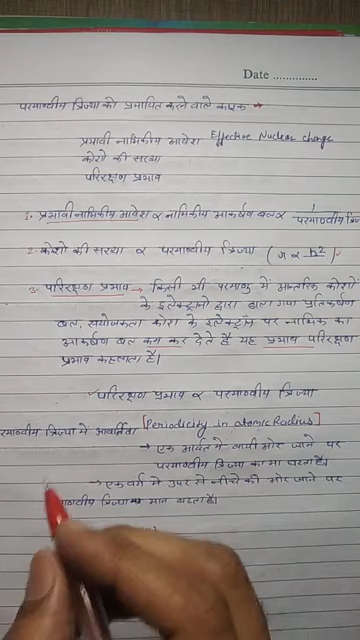 Date ..............
परमाण्वीय त्रिज्या को प्रभावित करने वाले कारक →
प्रभावी नाभिकीय आवेश Effective Nuclear charge
कोशों की संख्या
परिरक्षण प्रभाव
1. प्रभावी नाभिकीय आवेश ∝ नाभिकीय आकर्षण बल ∝ 1/परमाण्वीय त्रिज्या
2. कोशों की संख्या ∝ परमाण्वीय त्रिज्या ( r ∝ n² )
3. परिरक्षण प्रभाव → किसी भी परमाणु में आन्तरिक कोशों
के इलेक्ट्रानों द्वारा डाला गया प्रतिकर्षण
बल, संयोजकता कोश के इलेक्ट्रॉन पर नाभिक का
आकर्षण बल कम कर देते हैं यह प्रभाव परिरक्षण
प्रभाव कहलाता है।
परिरक्षण प्रभाव ∝ परमाण्वीय त्रिज्या
परमाण्वीय त्रिज्या में आवर्तिता [Periodicity in atomic Radius]
→ एक आवर्त में बायीं ओर जाने पर
परमाण्वीय त्रिज्या का मान घटता है।
→ एक वर्ग में उपर से नीचे की ओर जाने पर
त्रिज्या मान बढ़ता है।